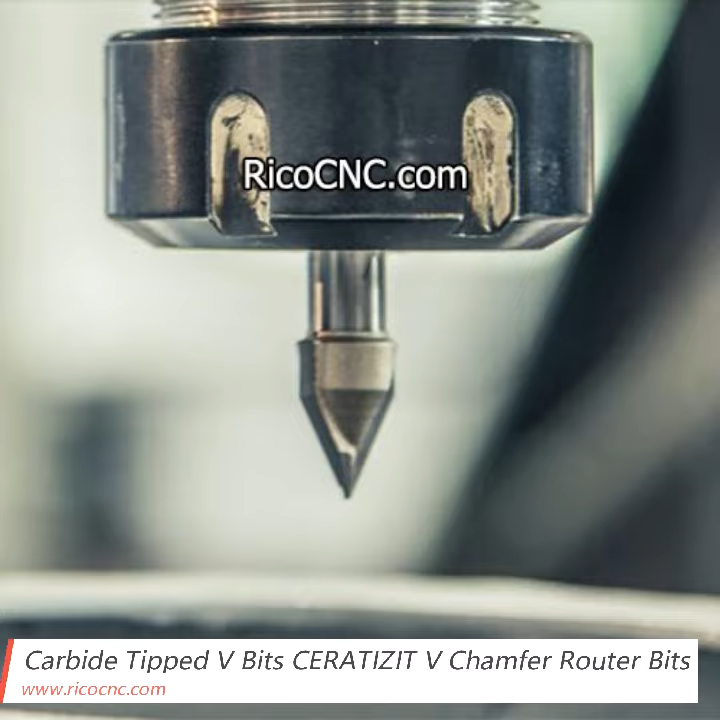 RicoCNC.com
Carbide Tipped V Bits CERATIZIT V Chamfer Router Bits
www.ricocnc.com